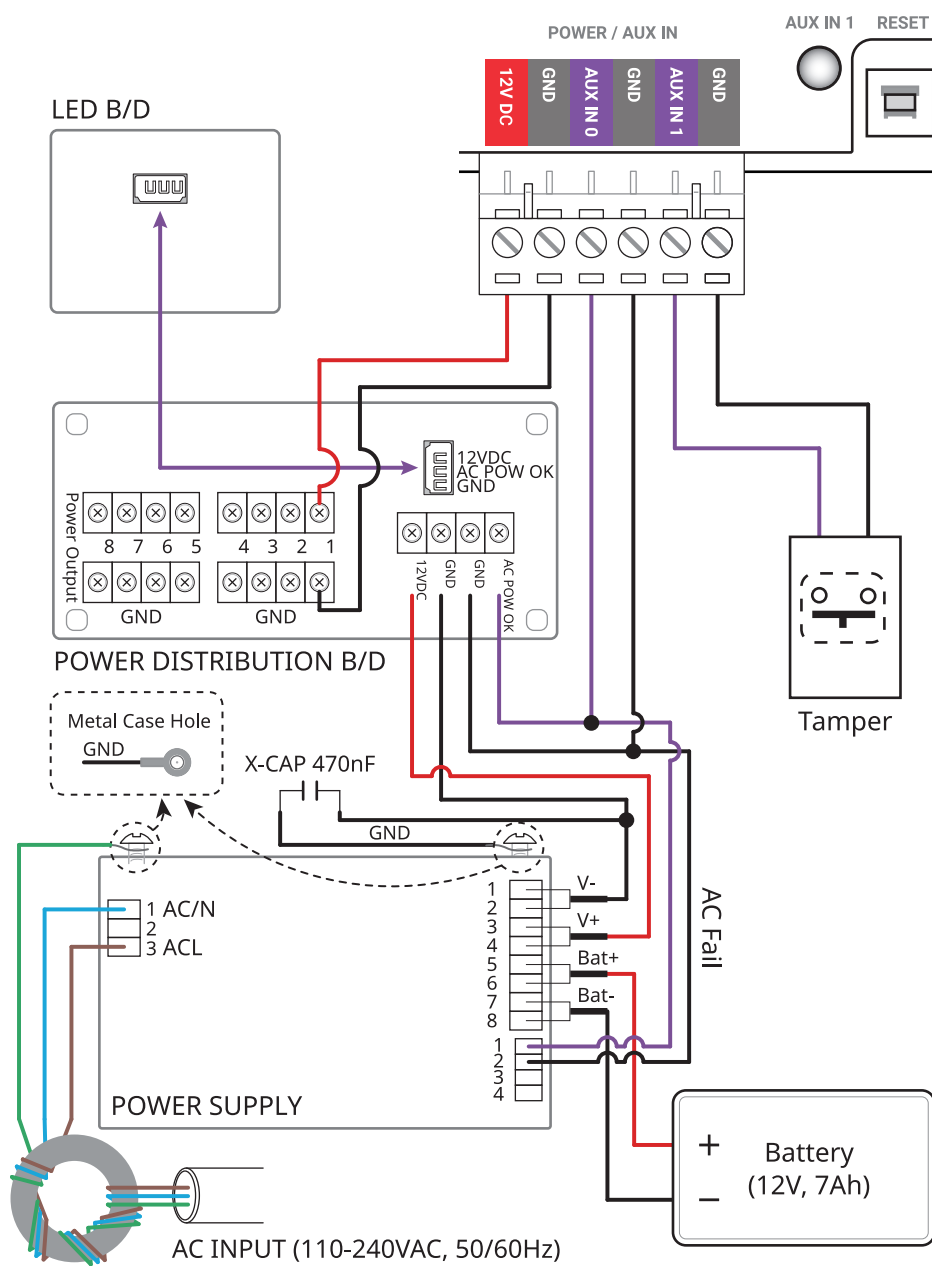 AUX IN 1
RESET
POWER / AUX IN
12V DC
GND
AUX IN 0
GND
AUX IN 1
GND
LED B/D
12VDC
AC POW OK
GND
Power Output
8 7 6 5
4 3 2 1
GND
GND
12VDC
GND
GND
AC POW OK
POWER DISTRIBUTION B/D
Tamper
Metal Case Hole
GND
X-CAP 470nF
GND
1 AC/N
2
3 ACL
1
2
3
4
5
6
7
8
V-
V+
Bat+
Bat-
1
2
3
4
AC Fail
POWER SUPPLY
+
Battery
(12V, 7Ah)
−
AC INPUT (110-240VAC, 50/60Hz)